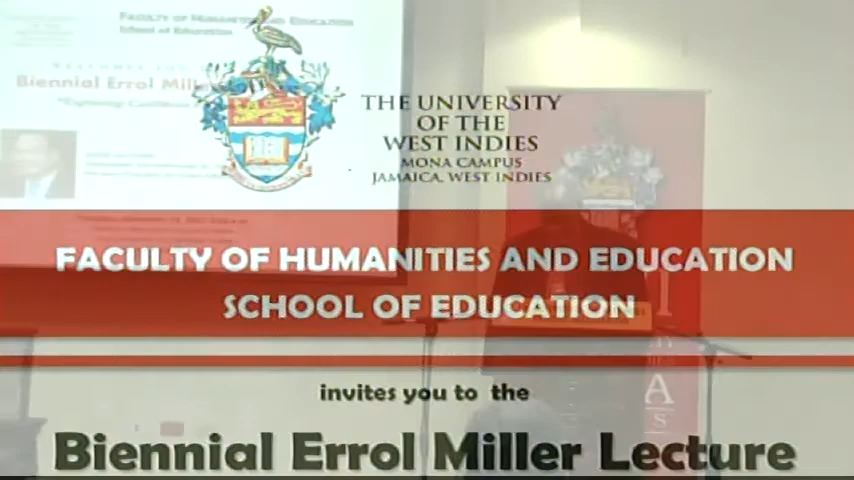 FACULTY OF HUMANITIES AND EDUCATION
School of Education
Biennial Errol Mill
THE UNIVERSITY
OF THE
WEST INDIES
MONA CAMPUS
JAMAICA, WEST INDIES
FACULTY OF HUMANITIES AND EDUCATION
SCHOOL OF EDUCATION
invites you to the
Biennial Errol Miller Lecture